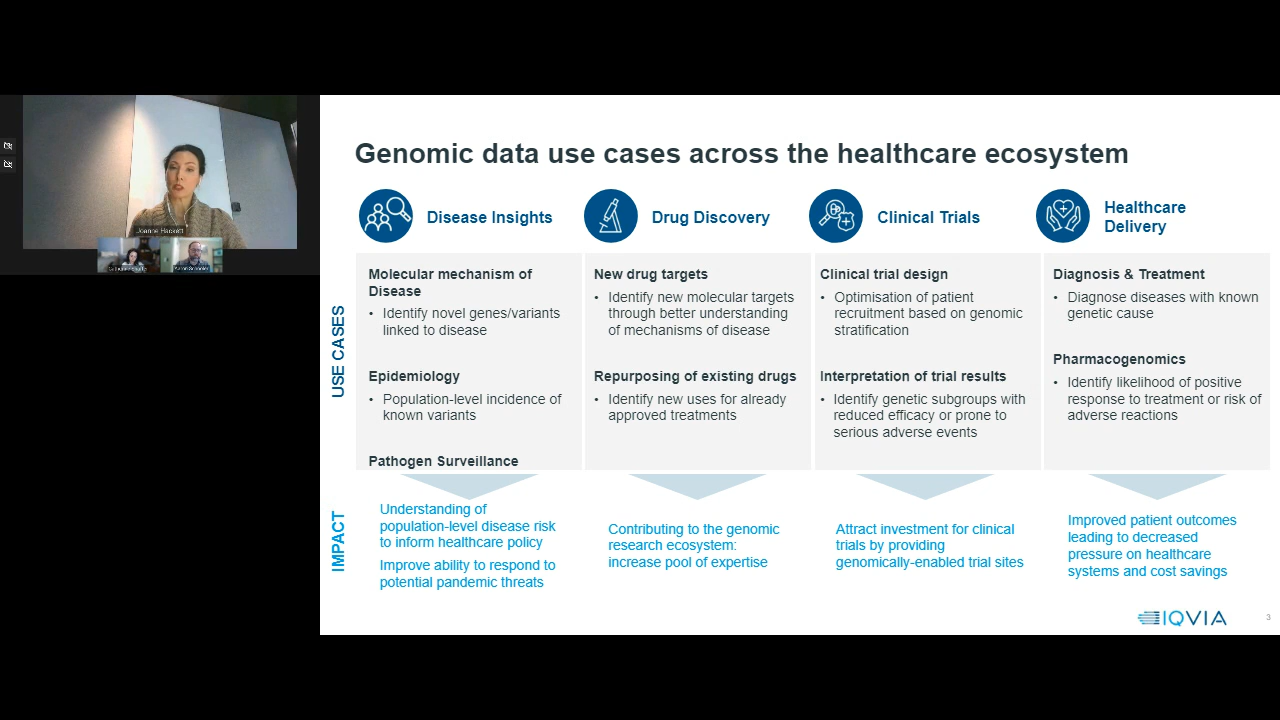 Joanne Hackett
Genomic data use cases across the healthcare ecosystem
Disease Insights
Drug Discovery
Clinical Trials
Healthcare
Delivery
USE CASES
Molecular mechanism of
Disease
• Identify novel genes/variants
linked to disease
Epidemiology
• Population-level incidence of
known variants
Pathogen Surveillance
New drug targets
• Identify new molecular targets
through better understanding
of mechanisms of disease
Repurposing of existing drugs
• Identify new uses for already
approved treatments
Clinical trial design
• Optimisation of patient
recruitment based on genomic
stratification
Interpretation of trial results
• Identify genetic subgroups with
reduced efficacy or prone to
serious adverse events
Diagnosis & Treatment
• Diagnose diseases with known
genetic cause
Pharmacogenomics
• Identify likelihood of positive
response to treatment or risk of
adverse reactions
IMPACT
Understanding of
population-level disease risk
to inform healthcare policy
Improve ability to respond to
potential pandemic threats
Contributing to the genomic
research ecosystem:
increase pool of expertise
Attract investment for clinical
trials by providing
genomically-enabled trial sites
Improved patient outcomes
leading to decreased
pressure on healthcare
systems and cost savings
IQVIA
3